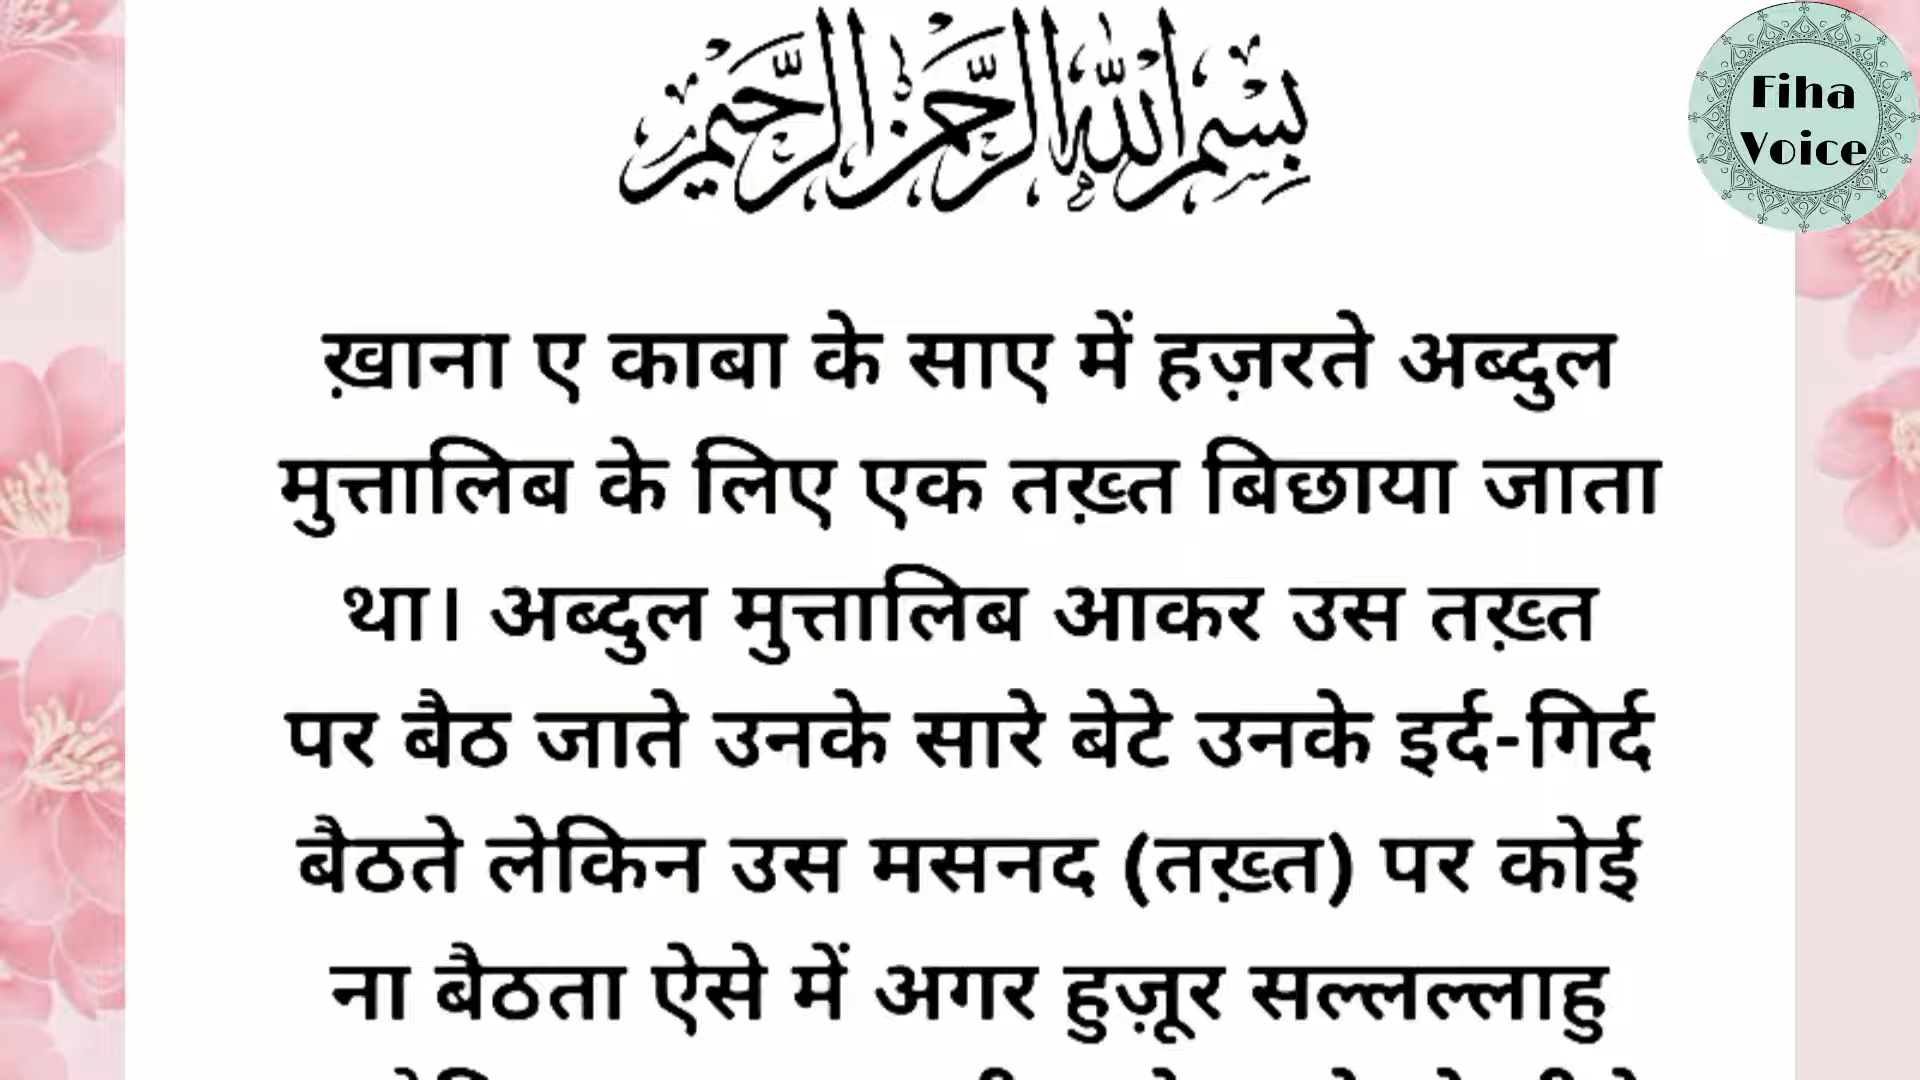 بسم الله الرحمن الرحيم
Fiha
Voice
ख़ाना ए काबा के साए में हज़रते अब्दुल
मुत्तालिब के लिए एक तख़्त बिछाया जाता
था। अब्दुल मुत्तालिब आकर उस तख़्त
पर बैठ जाते उनके सारे बेटे उनके इर्द-गिर्द
बैठते लेकिन उस मसनद (तख़्त) पर कोई
ना बैठता ऐसे में अगर हुज़ूर सल्लल्लाहु